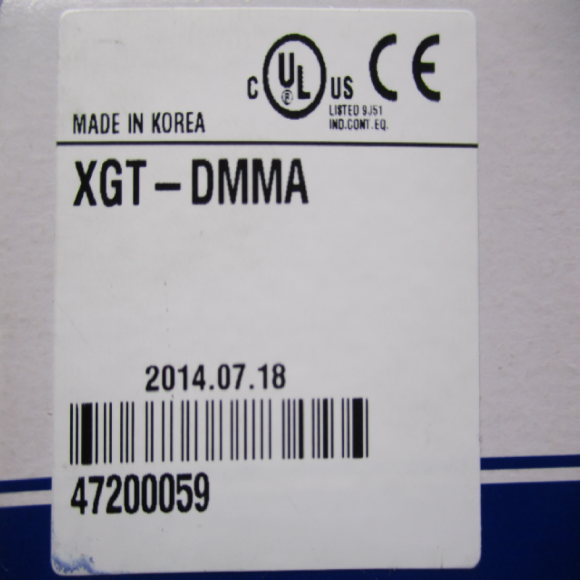 C UL ® US CE
LISTED 9J51
IND.CONT.EQ.
MADE IN KOREA
XGT-DMMA
2014.07.18
47200059